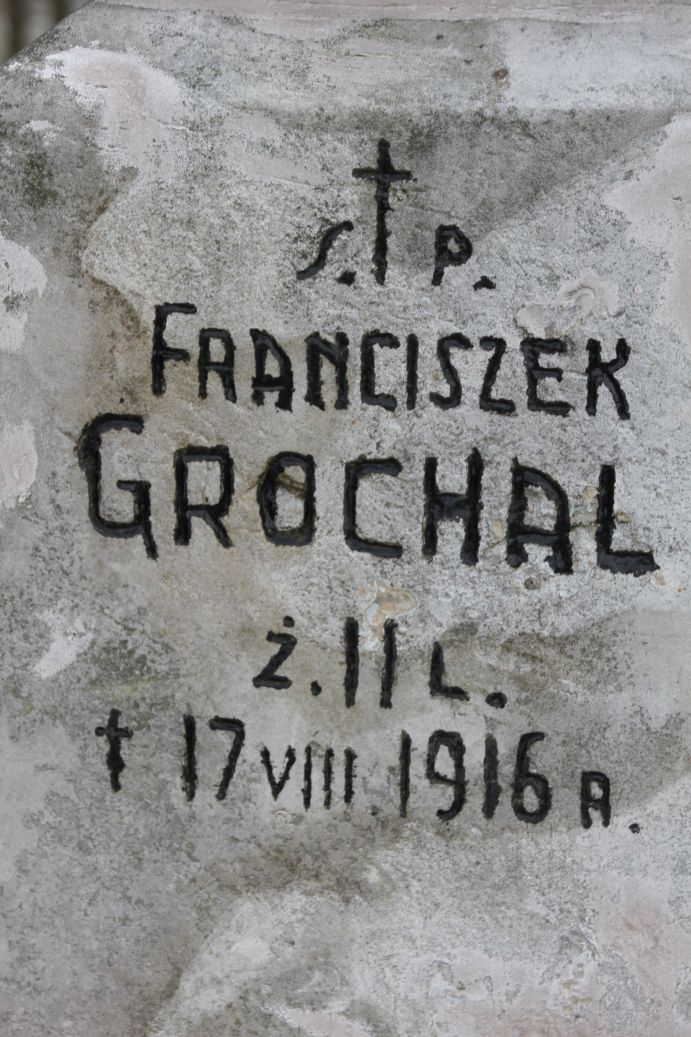 ś. † p.
FRANCISZEK
GROCHAL
ż. 11 L.
† 17 VIII 1916 R.